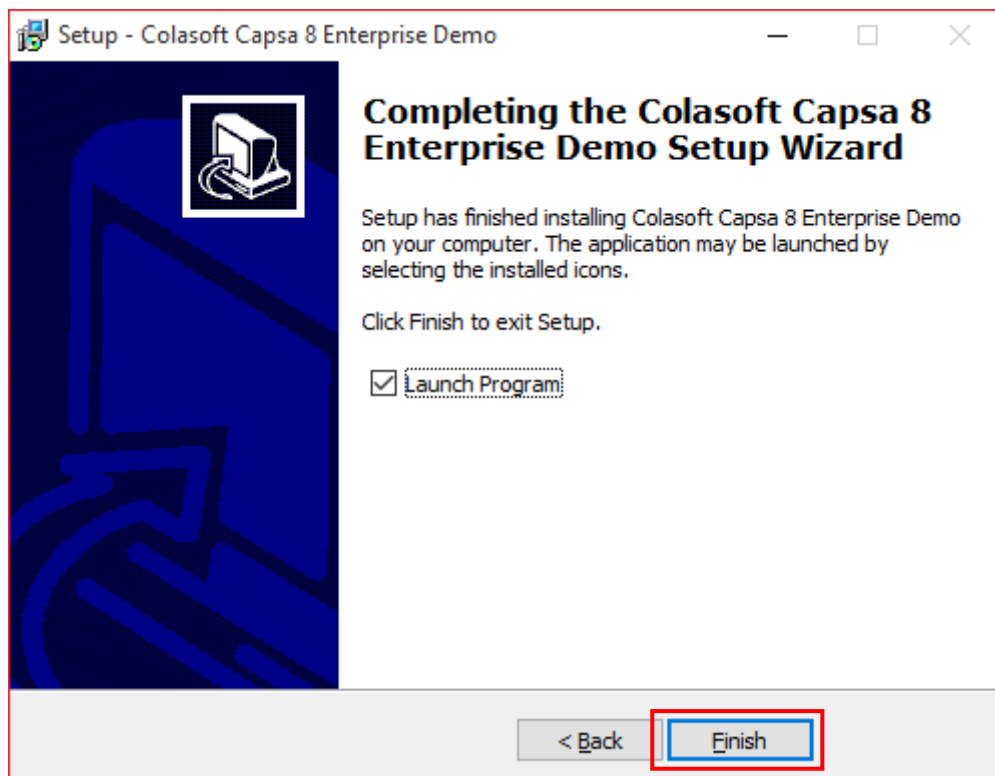 Setup - Colasoft Capsa 8 Enterprise Demo
Completing the Colasoft Capsa 8
Enterprise Demo Setup Wizard
Setup has finished installing Colasoft Capsa 8 Enterprise Demo
on your computer. The application may be launched by
selecting the installed icons.
Click Finish to exit Setup.
Launch Program
< Back
Finish